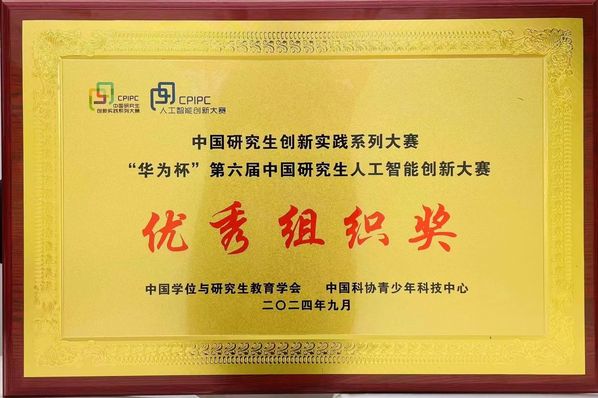 CPIPC
中国研究生
创新实践系列大赛
CPIPC
人工智能创新大赛
中国研究生创新实践系列大赛
“华为杯”第六届中国研究生人工智能创新大赛
优秀组织奖
中国学位与研究生教育学会 中国科协青少年科技中心
二〇二四年九月